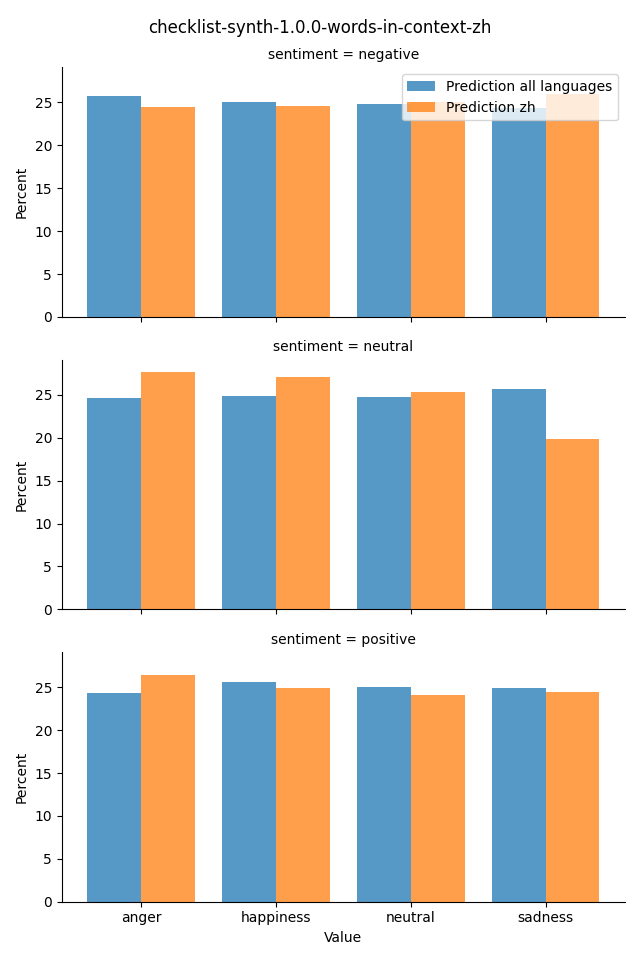 checklist-synth-1.0.0-words-in-context-zh
sentiment = negative
Prediction all languages
Prediction zh
25
20
15
10
5
0
Percent
sentiment = neutral
25
20
15
10
5
0
Percent
sentiment = positive
25
20
15
10
5
0
Percent
anger happiness neutral sadness
Value